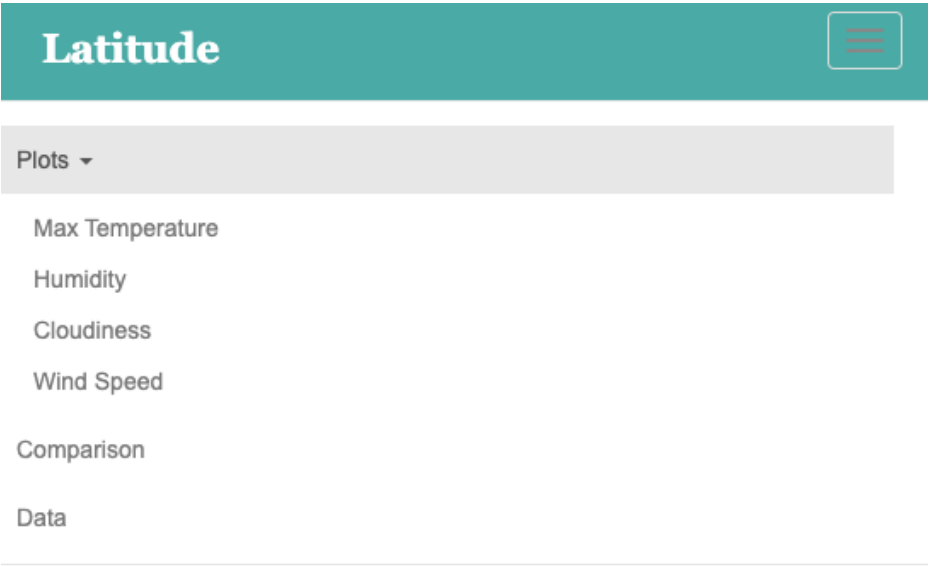 Latitude
Plots
Max Temperature
Humidity
Cloudiness
Wind Speed
Comparison
Data